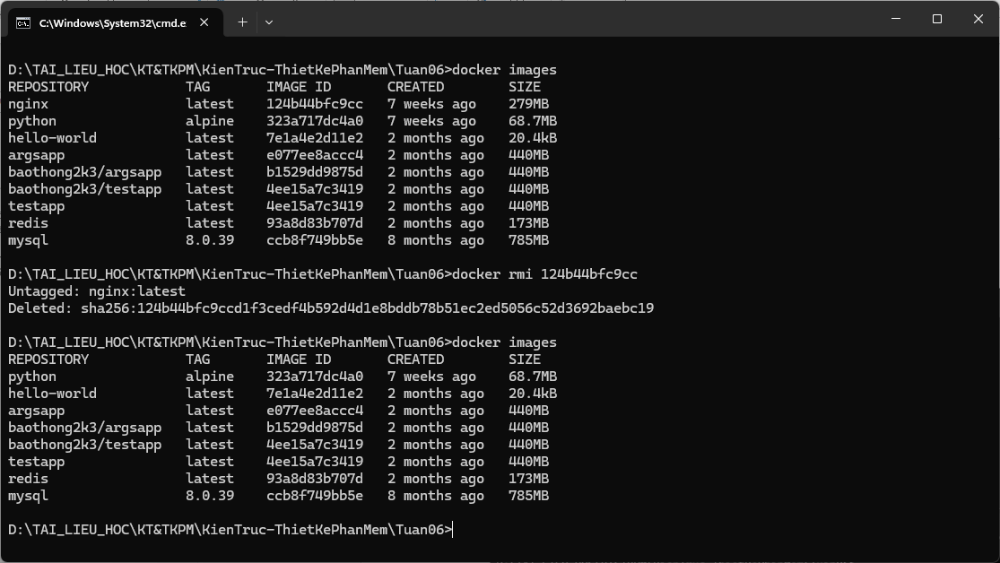 C:\Windows\System32\cmd.e
D:\TAI_LIEU_HOC\KT&TKPM\KienTruc-ThietKePhanMem\Tuan06>docker images
REPOSITORY TAG IMAGE ID CREATED SIZE
nginx latest 124b44bfc9cc 7 weeks ago 279MB
python alpine 323a717dc4a0 7 weeks ago 68.7MB
hello-world latest 7e1a4e2d11e2 2 months ago 20.4kB
argsapp latest e077ee8accc4 2 months ago 440MB
baothong2k3/argsapp latest b1529dd9875d 2 months ago 440MB
baothong2k3/testapp latest 4ee15a7c3419 2 months ago 440MB
testapp latest 4ee15a7c3419 2 months ago 440MB
redis latest 93a8d83b707d 2 months ago 173MB
mysql 8.0.39 ccb8f749bb5e 8 months ago 785MB
D:\TAI_LIEU_HOC\KT&TKPM\KienTruc-ThietKePhanMem\Tuan06>docker rmi 124b44bfc9cc
Untagged: nginx:latest
Deleted: sha256:124b44bfc9ccd1f3cedf4b592d4d1e8bddb78b51ec2ed5056c52d3692baebc19
D:\TAI_LIEU_HOC\KT&TKPM\KienTruc-ThietKePhanMem\Tuan06>docker images
REPOSITORY TAG IMAGE ID CREATED SIZE
python alpine 323a717dc4a0 7 weeks ago 68.7MB
hello-world latest 7e1a4e2d11e2 2 months ago 20.4kB
argsapp latest e077ee8accc4 2 months ago 440MB
baothong2k3/argsapp latest b1529dd9875d 2 months ago 440MB
baothong2k3/testapp latest 4ee15a7c3419 2 months ago 440MB
testapp latest 4ee15a7c3419 2 months ago 440MB
redis latest 93a8d83b707d 2 months ago 173MB
mysql 8.0.39 ccb8f749bb5e 8 months ago 785MB
D:\TAI_LIEU_HOC\KT&TKPM\KienTruc-ThietKePhanMem\Tuan06>